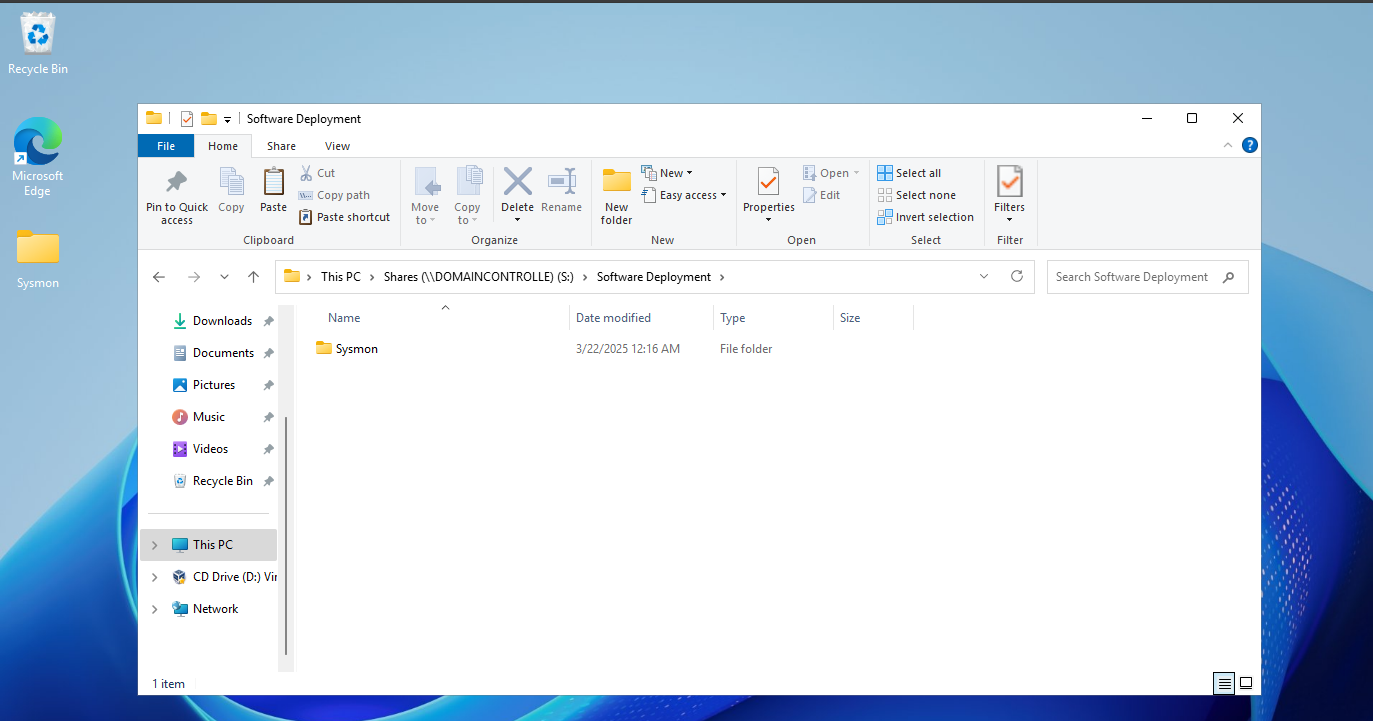 Recycle Bin
Microsoft
Edge
Sysmon
Software Deployment
File Home Share View
Pin to Quick
access
Copy
Paste
Cut
Copy path
Paste shortcut
Clipboard
Move
to
Copy
to
Delete
Rename
Organize
New
folder
New
Easy access
New
Properties
Open
Edit
Open
Select all
Select none
Invert selection
Select
Filters
Filter
This PC > Shares (\\DOMAINCONTROLLE) (S:) > Software Deployment >
Search Software Deployment
Downloads
Documents
Pictures
Music
Videos
Recycle Bin
This PC
CD Drive (D:) Vir
Network
Name Date modified Type Size
Sysmon 3/22/2025 12:16 AM File folder
1 item